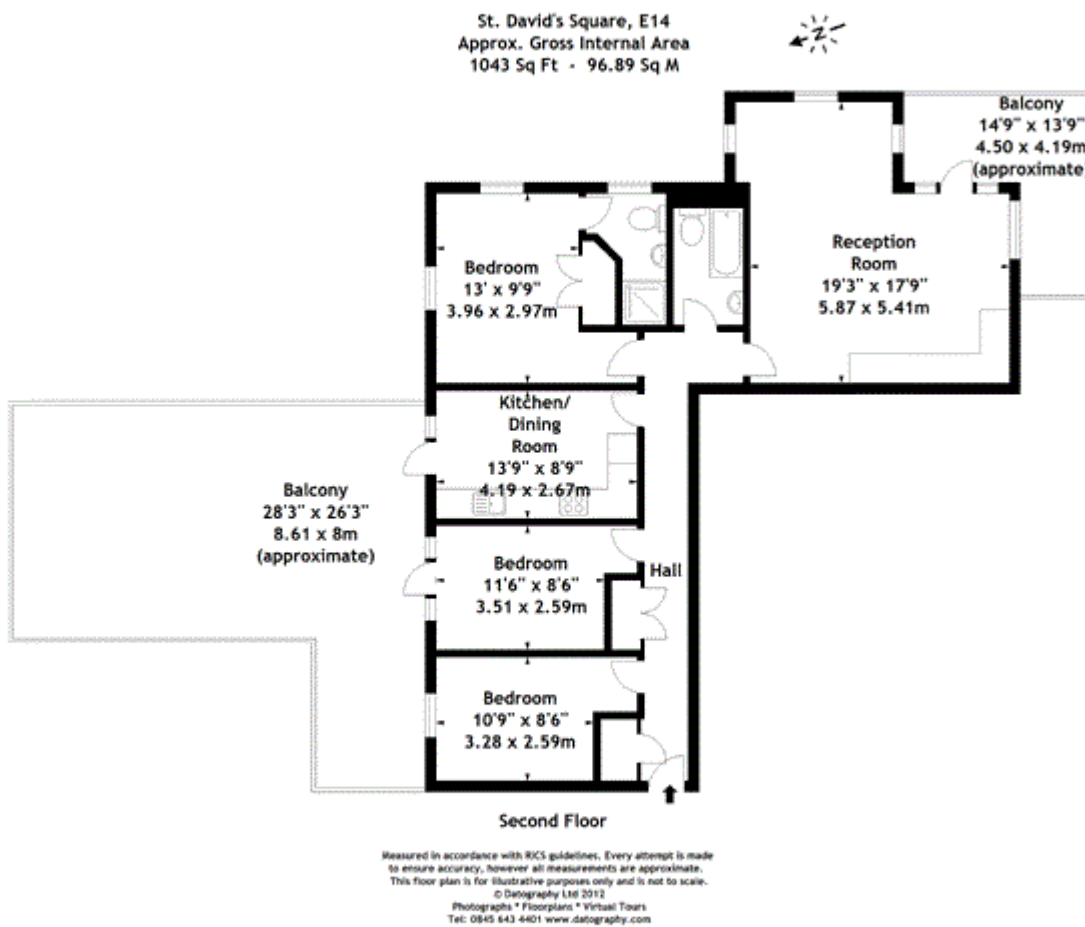 St. David's Square, E14
Approx. Gross Internal Area
1043 Sq Ft - 96.89 Sq M
N
Balcony
14'9" x 13'9"
4.50 x 4.19m
(approximate)
Reception
Room
19'3" x 17'9"
5.87 x 5.41m
Bedroom
13' x 9'9"
3.96 x 2.97m
Kitchen/
Dining
Room
13'9" x 8'9"
4.19 x 2.67m
Balcony
28'3" x 26'3"
8.61 x 8m
(approximate)
Bedroom
11'6" x 8'6"
3.51 x 2.59m
Hall
Bedroom
10'9" x 8'6"
3.28 x 2.59m
Second Floor
Measured in accordance with RICS guidelines. Every attempt is made
to ensure accuracy, however all measurements are approximate.
This floor plan is for illustrative purposes only and is not to scale.
© Datography Ltd 2012
Photographs * Floorplans * Virtual Tours
Tel: 0845 643 4401 www.datography.com